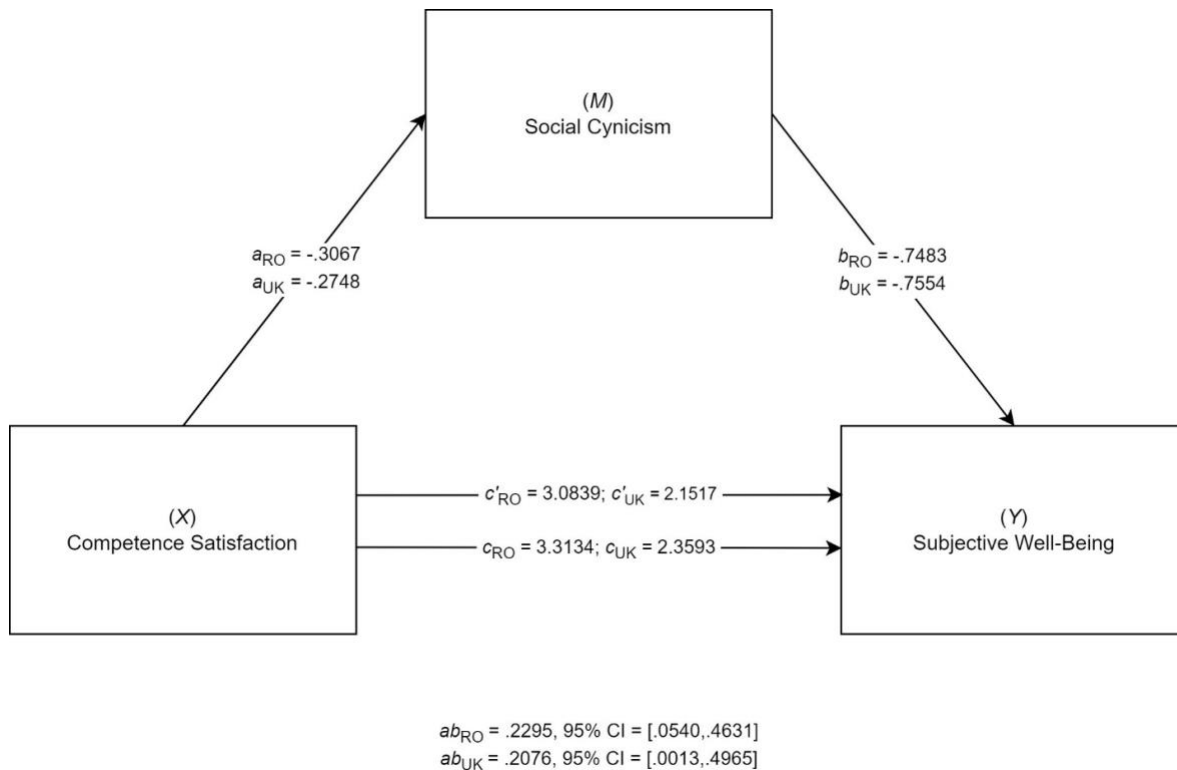 (M)
Social Cynicism
aRO = -.3067
aUK = -.2748
bRO = -.7483
bUK = -.7554
(X)
Competence Satisfaction
c'RO = 3.0839; c'UK = 2.1517
cRO = 3.3134; cUK = 2.3593
(Y)
Subjective Well-Being
abRO = .2295, 95% CI = [.0540,.4631]
abUK = .2076, 95% CI = [.0013,.4965]